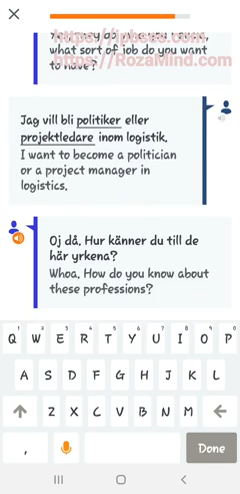 what sort of job do you want
to have?
https://RozaMind.com
Jag vill bli politiker eller
projektledare inom logistik.
I want to become a politician
or a project manager in
logistics.
Oj då. Hur känner du till de
här yrkena?
Whoa. How do you know about
these professions?
Q W E R T Y U I O P
A S D F G H J K L
Z X C V B N M
, . Done